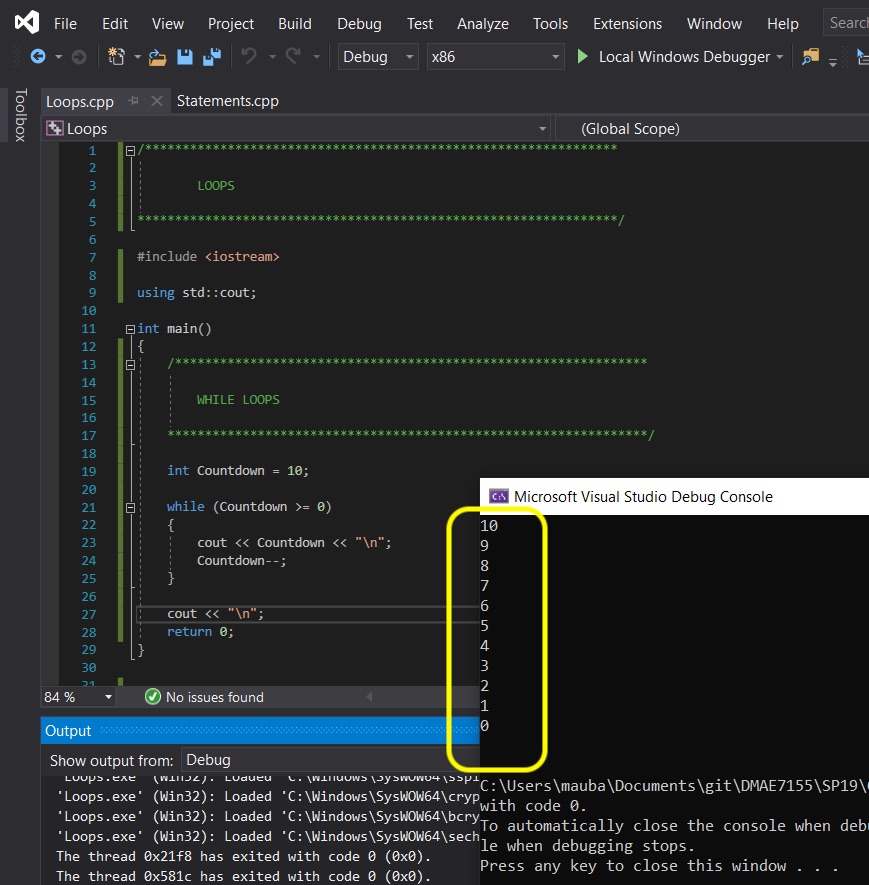 File Edit View Project Build Debug Test Analyze Tools Extensions Window Help Searc
Debug x86 Local Windows Debugger
Toolbox
Loops.cpp Statements.cpp
Loops (Global Scope)
1 /***************************************************************
2
3 LOOPS
4
5 ****************************************************************/
6
7 #include <iostream>
8
9 using std::cout;
10
11 int main()
12 {
13 /***************************************************************
14
15 WHILE LOOPS
16
17 ****************************************************************/
18
19 int Countdown = 10;
20
21 while (Countdown >= 0)
22 {
23 cout << Countdown << "\n";
24 Countdown--;
25 }
26
27 cout << "\n";
28 return 0;
29 }
30
31
84 % No issues found
Output
Show output from: Debug
'Loops.exe' (Win32): Loaded 'C:\Windows\SysWOW64\sspi
'Loops.exe' (Win32): Loaded 'C:\Windows\SysWOW64\cryp
'Loops.exe' (Win32): Loaded 'C:\Windows\SysWOW64\bcry
'Loops.exe' (Win32): Loaded 'C:\Windows\SysWOW64\sech
The thread 0x21f8 has exited with code 0 (0x0).
The thread 0x581c has exited with code 0 (0x0).
C:\ Microsoft Visual Studio Debug Console
10
9
8
7
6
5
4
3
2
1
0
C:\Users\mauba\Documents\git\DMAE7155\SP19\
with code 0.
To automatically close the console when debu
le when debugging stops.
Press any key to close this window . . .